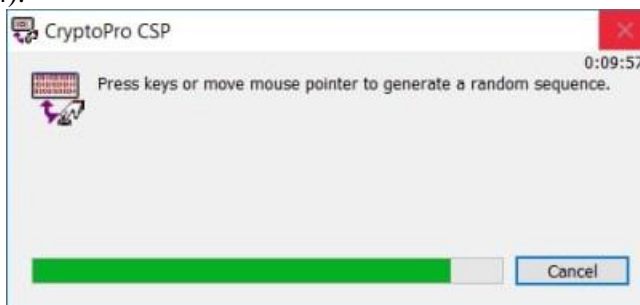 CryptoPro CSP
0:09:57
Press keys or move mouse pointer to generate a random sequence.
Cancel